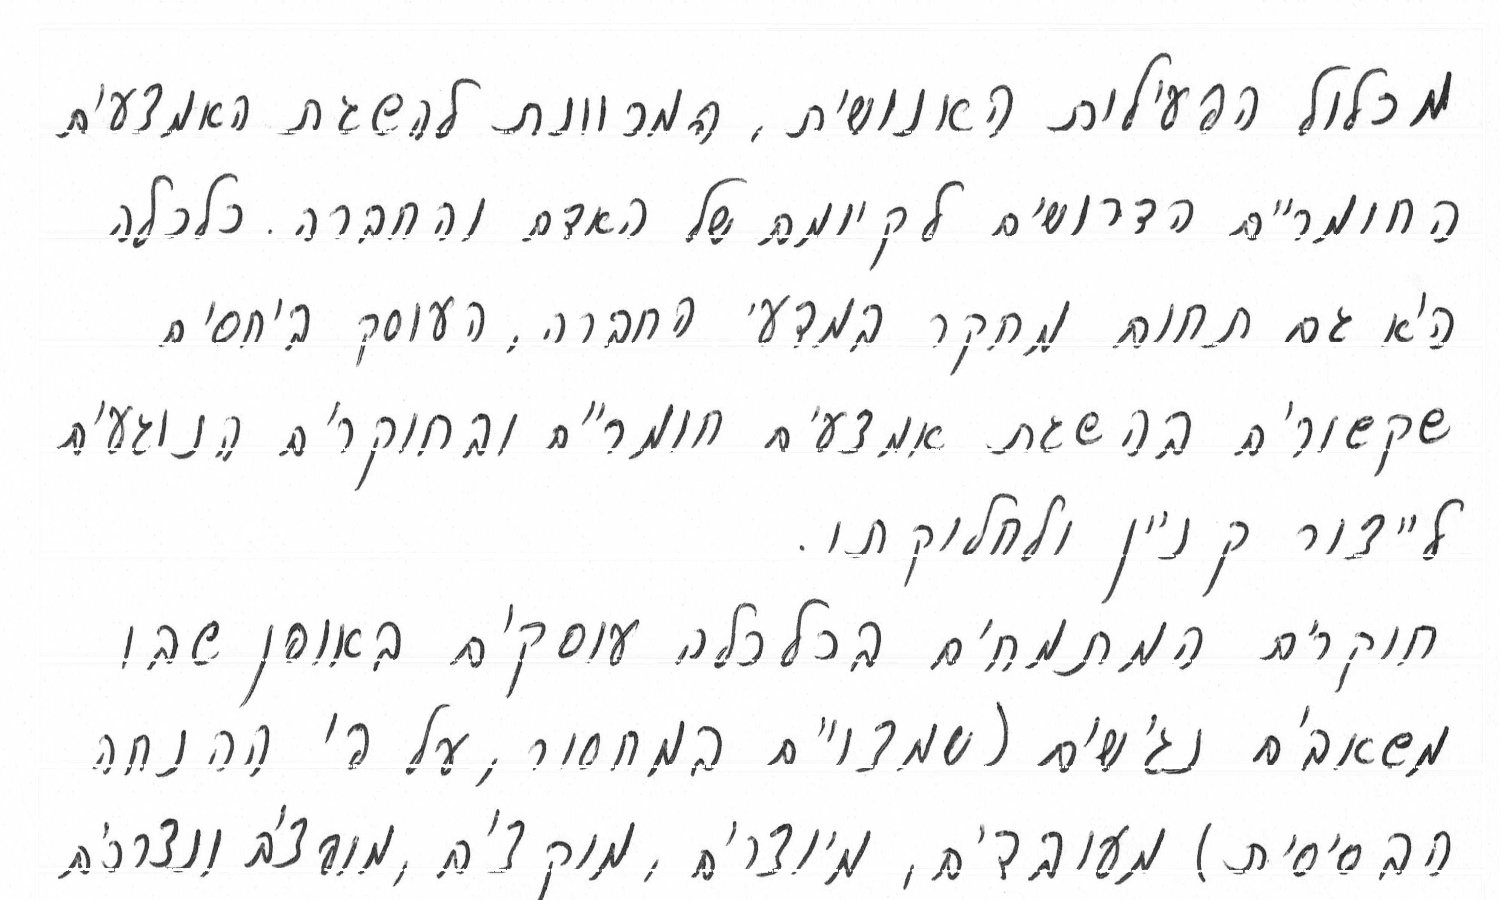 מכלול הפעילות האנושית, המכוונת להשגת האמצעים
החומריים הדרושים לקיומם של האדם והחברה. כלכלה
היא גם תחום מחקר במדעי החברה, העוסק ביחסים
שקשורים בהשגת אמצעים חומריים ובחוקרים הנוגעים
לייצור קניין ולחלוקתו.
חוקרים המתמחים בכלכלה עוסקים באופן שבו
משאבים נגישים (שמצויים במחסור, על פי ההנחה
הבסיסית) מעובדים, מיוצרים, מוקצים, מופצים ונצרכים